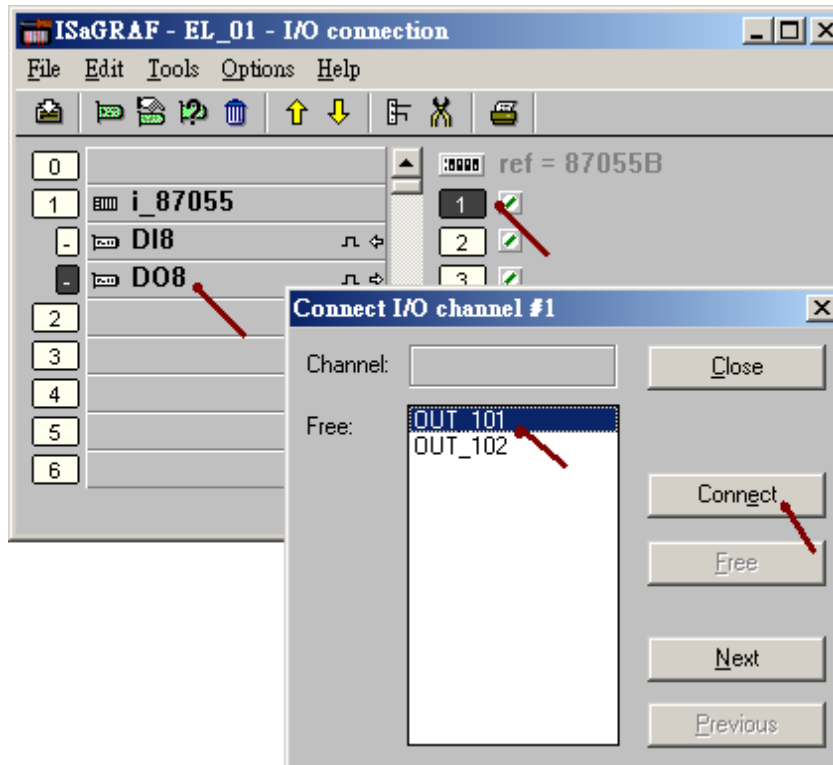 ISaGRAF - EL_01 - I/O connection
File Edit Tools Options Help
0
1 i_87055
- DI8
- DO8
2
3
4
5
6
ref = 87055B
1
2
3
Connect I/O channel #1
Channel:
Free:
OUT_101
OUT_102
Close
Connect
Free
Next
Previous